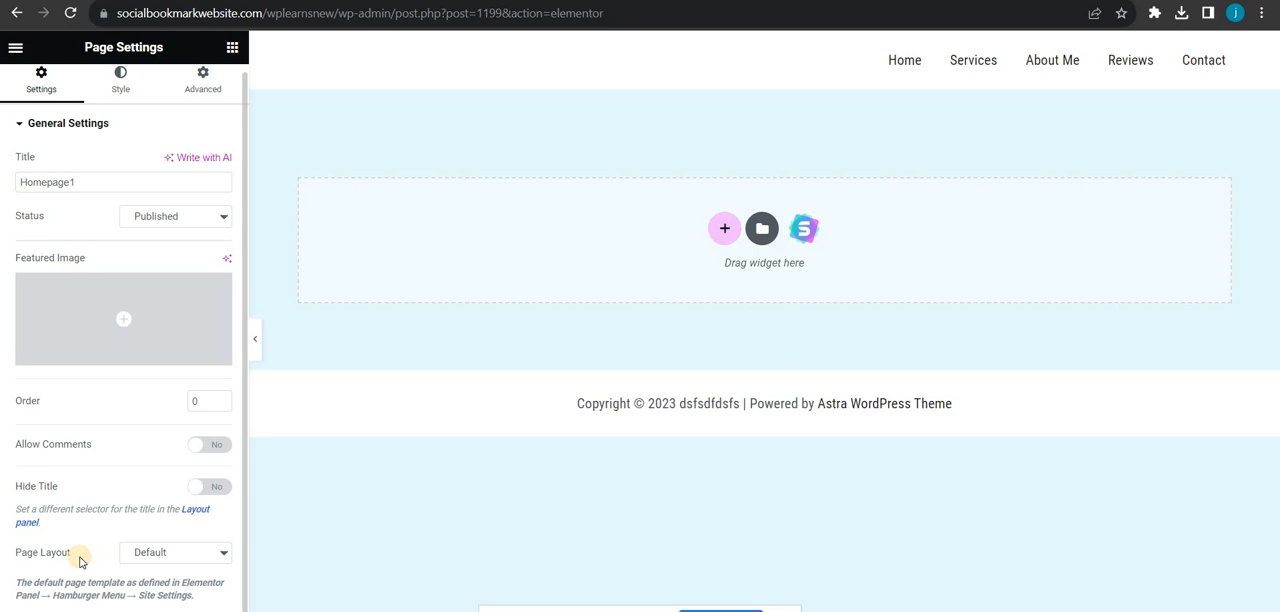 socialbookmarkwebsite.com/wplearnsnew/wp-admin/post.php?post=1199&action=elementor
j
Page Settings
Settings
Style
Advanced
General Settings
Title
Write with AI
Homepage1
Status
Published
Featured Image
Order
0
Allow Comments
No
Hide Title
No
Set a different selector for the title in the Layout
panel.
Page Layout
Default
The default page template as defined in Elementor
Panel → Hamburger Menu → Site Settings.
Home
Services
About Me
Reviews
Contact
+
S
Drag widget here
Copyright © 2023 dsfsdfdsfs | Powered by Astra WordPress Theme